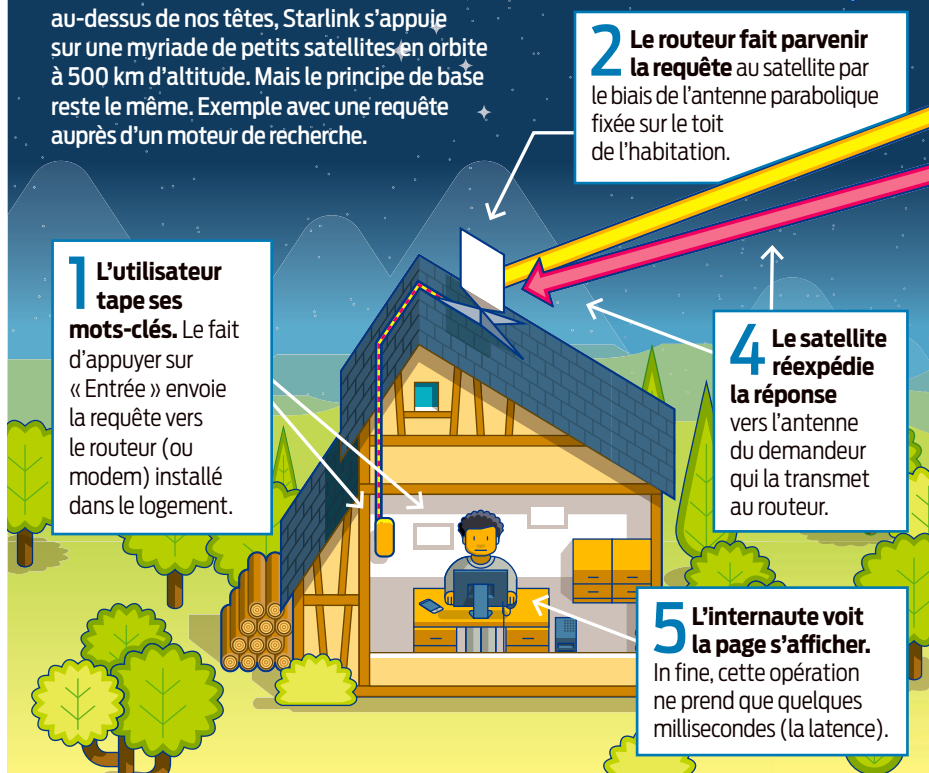 au-dessus de nos têtes, Starlink s’appuie
sur une myriade de petits satellites en orbite
à 500 km d’altitude. Mais le principe de base
reste le même. Exemple avec une requête
auprès d’un moteur de recherche.
1 L’utilisateur
tape ses
mots-clés. Le fait
d’appuyer sur
« Entrée » envoie
la requête vers
le routeur (ou
modem) installé
dans le logement.
2 Le routeur fait parvenir
la requête au satellite par
le biais de l’antenne parabolique
fixée sur le toit
de l’habitation.
4 Le satellite
réexpédie
la réponse
vers l’antenne
du demandeur
qui la transmet
au routeur.
5 L’internaute voit
la page s’afficher.
In fine, cette opération
ne prend que quelques
millisecondes (la latence).